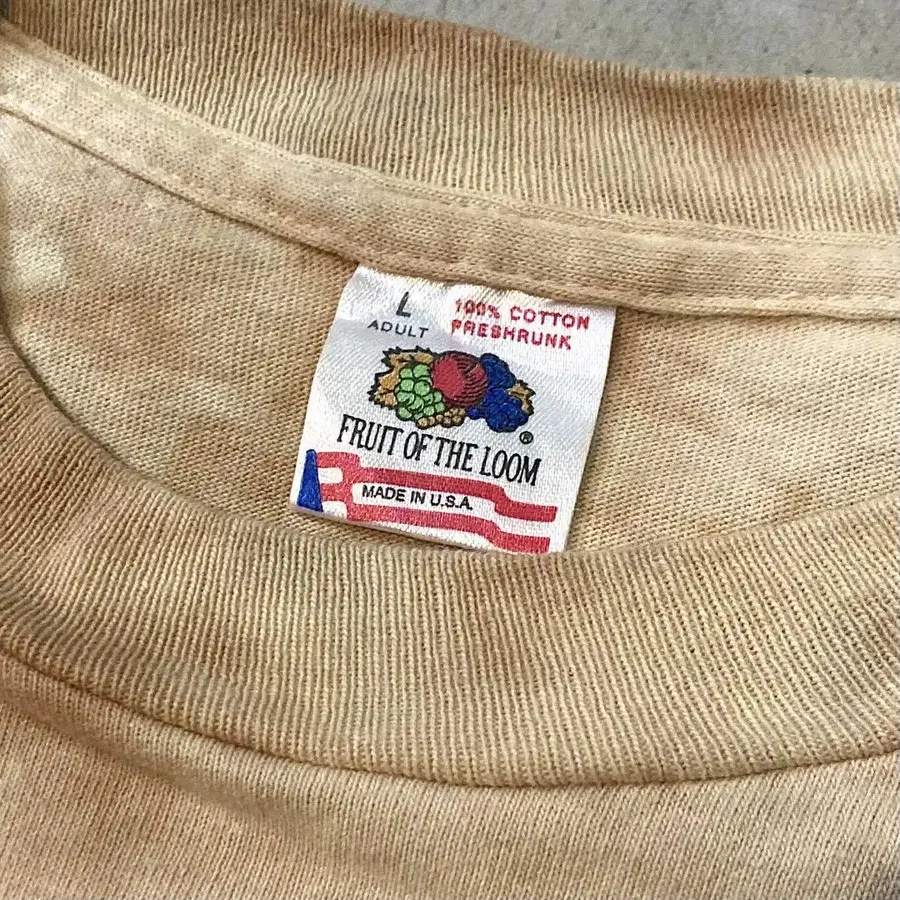 L
ADULT
100% COTTON
PRESHRUNK
®
FRUIT OF THE LOOM
MADE IN U.S.A.